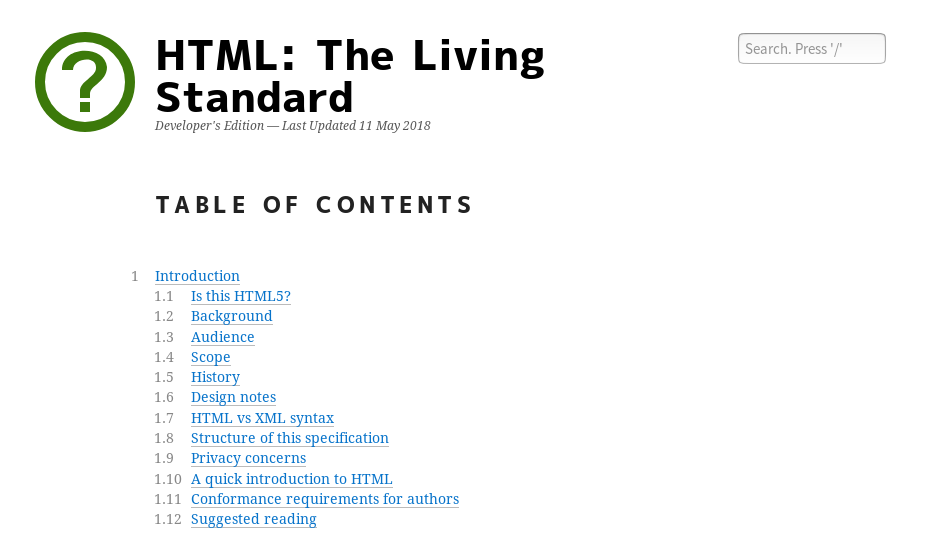 ?
HTML: The Living
Standard
Developer's Edition — Last Updated 11 May 2018
Search. Press '/'
TABLE OF CONTENTS
1 Introduction
1.1 Is this HTML5?
1.2 Background
1.3 Audience
1.4 Scope
1.5 History
1.6 Design notes
1.7 HTML vs XML syntax
1.8 Structure of this specification
1.9 Privacy concerns
1.10 A quick introduction to HTML
1.11 Conformance requirements for authors
1.12 Suggested reading